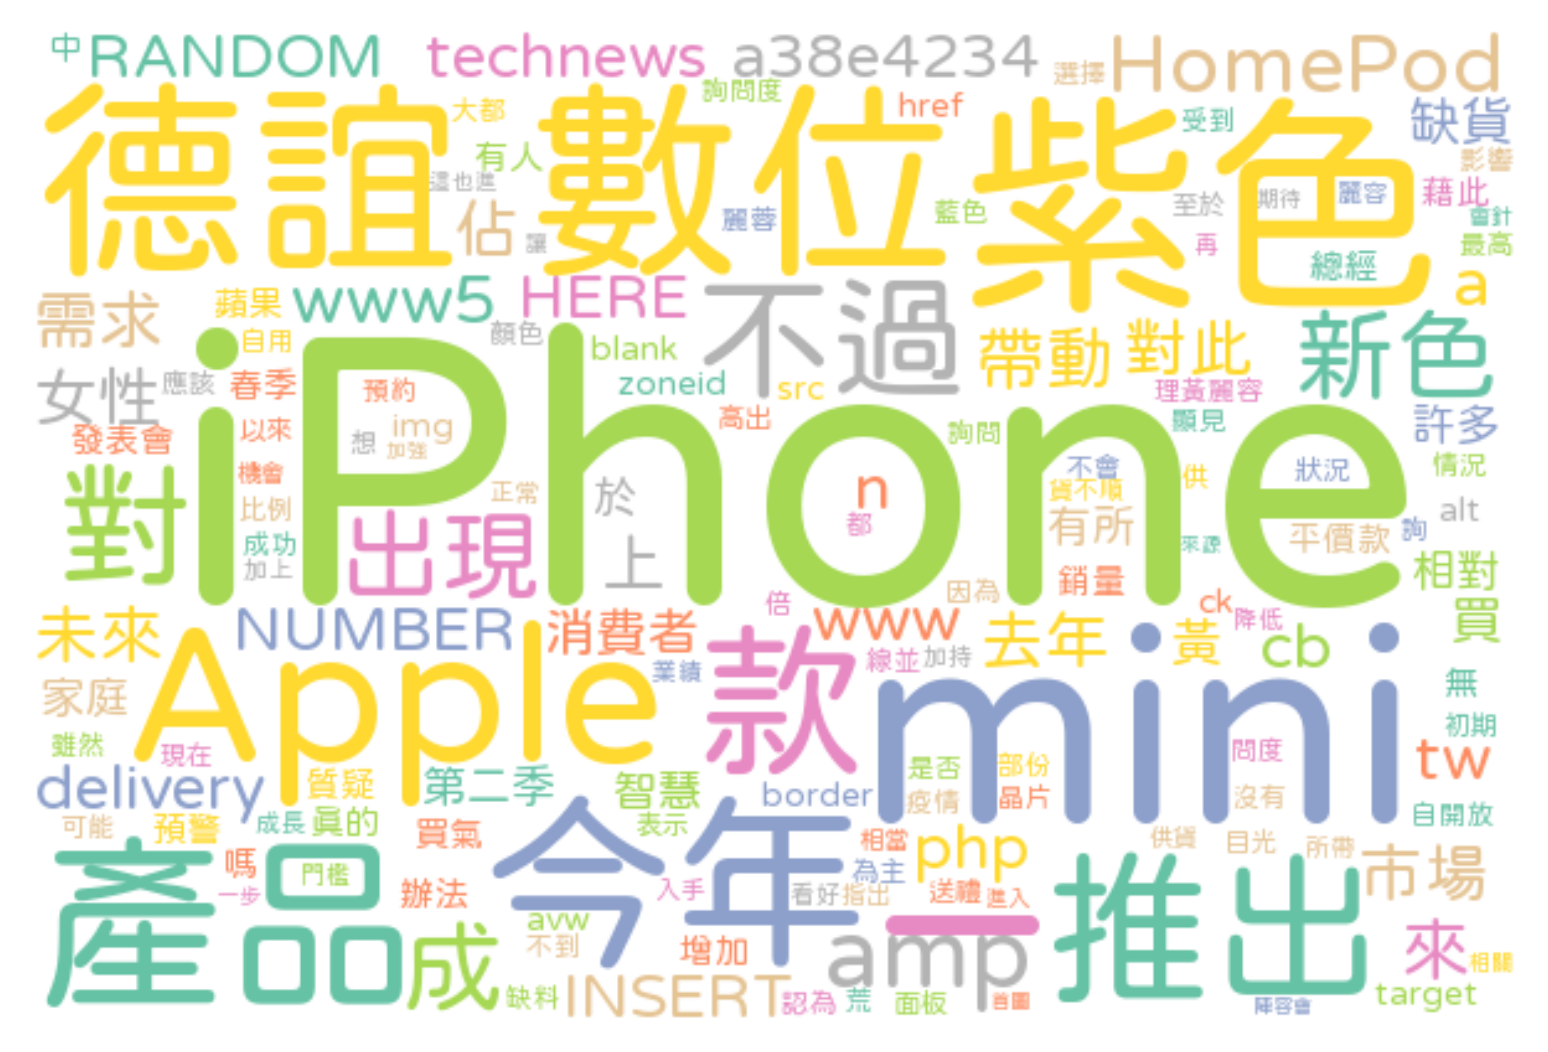 中 RANDOM technews a38e4234 選擇 HomePod
德誼 大都 數位 詢問度 href 紫色 受到 缺貨
有人 影響
這也進 佔 讓 麗蓉 藍色 至於 期待 麗容 藉此
會針
再 總經 最高
需求 蘋果 www5 HERE 不過 帶動 對此 新色 a
自用 顏色 blank
女性 應該 春季 預約 zoneid src 理黃麗容
發表會 以來 想 img 加強 高出 詢問 顯見 許多
對 iPhone 機會 正常 於 n 不會 供 狀況 情況
比例 出現 都 貨不順 有所 平價款 詢 alt
成功 加上 上 來源 相對
未來 NUMBER 消費者 倍 www 因為 銷量 ck 降低 買
Apple 款 線並 加持 去年 mini 黃 cb
家庭 業績 無
雖然 現在 初期
delivery 質疑 第二季 智慧 border 是否 部份 問度 tw
疫情 晶片 沒有
可能 預警 成長 真的 買氣 表示 今年 相當 php 供貨 目光 所帶 自開放
產品 嗎 門檻 一步 辦法 入手 看好 指出 為主 送禮 進入 推出 市場
成 avw 不到 增加 一 amp 來 相關
缺料 INSERT 認為 荒 面板 首圖 陣容會 target